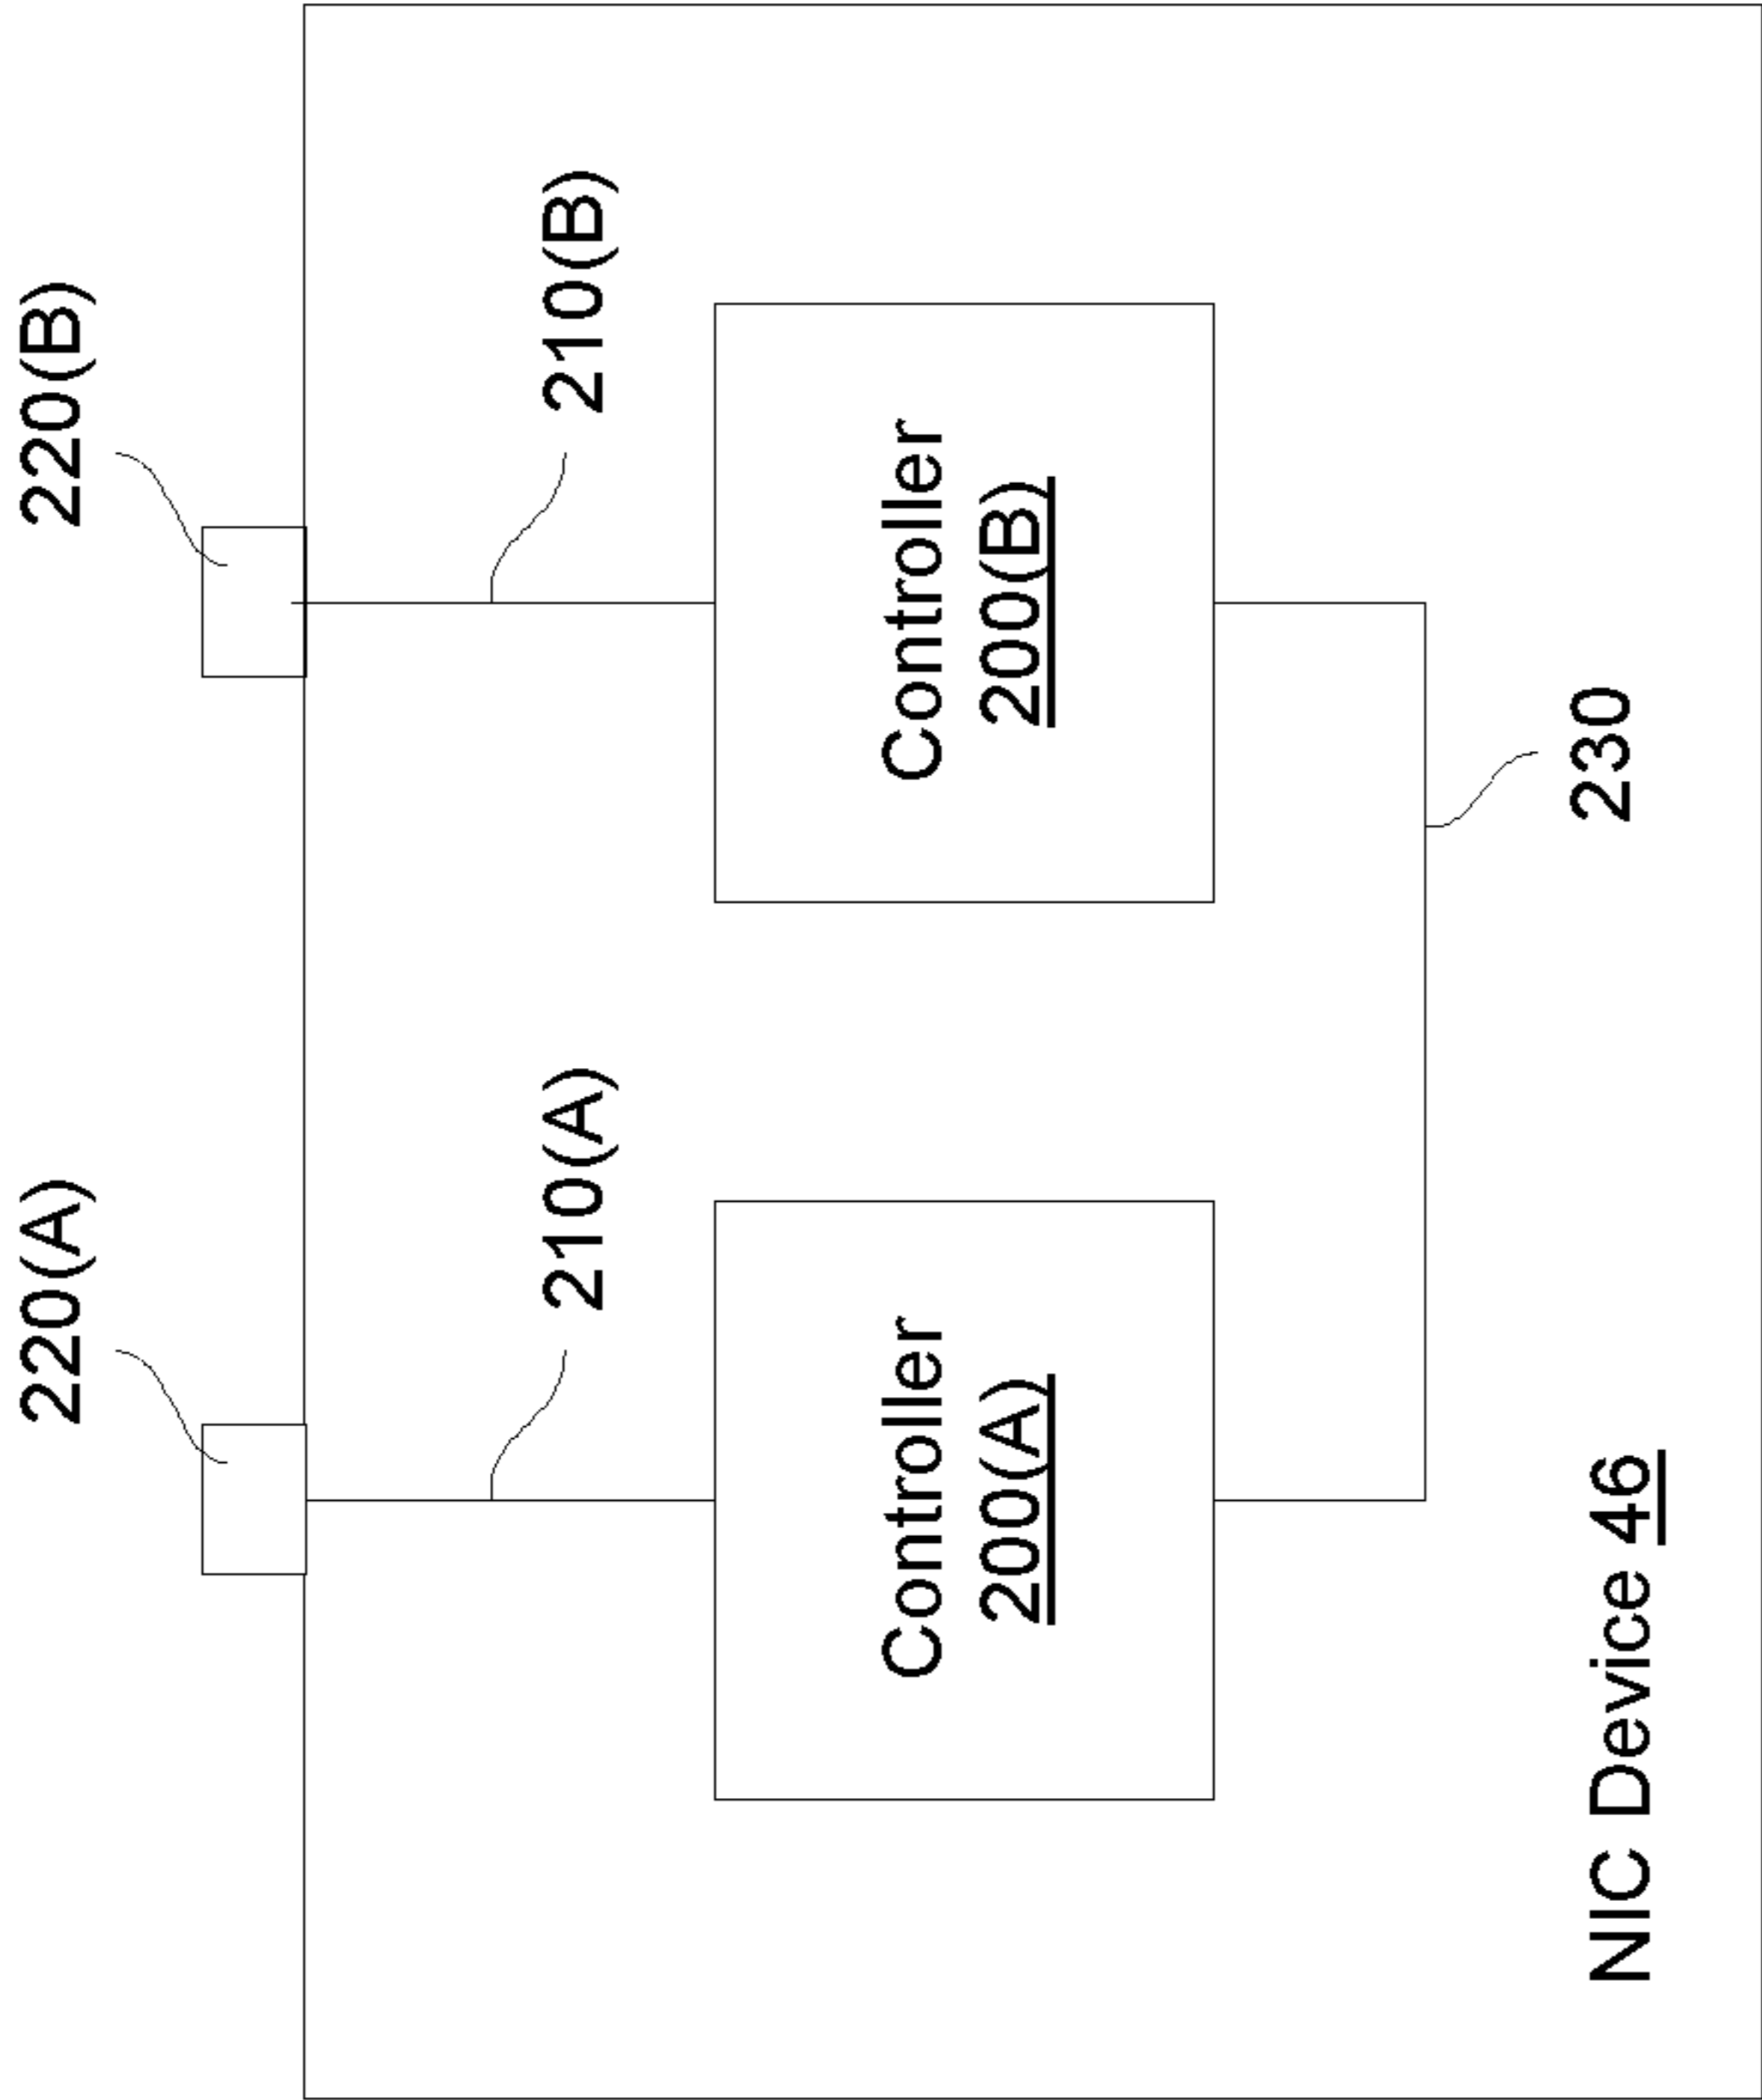 220(A)
220(B)
210(A)
210(B)
Controller
200(A)
Controller
200(B)
230
NIC Device 46